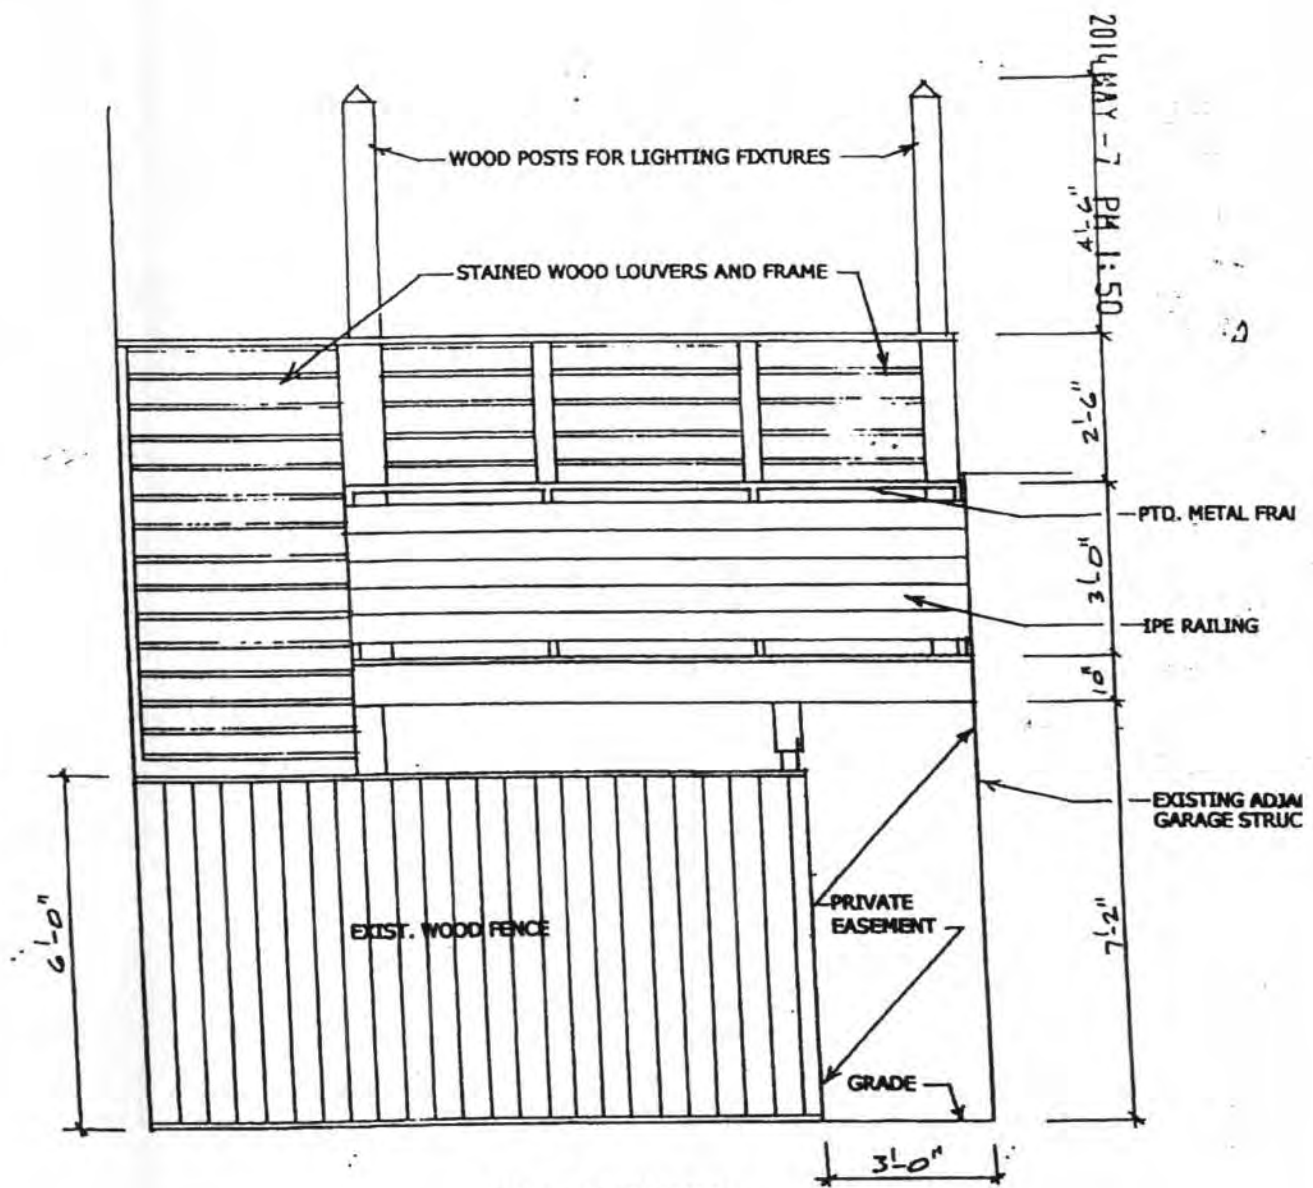 2014 MAY -7 PM 1:50
WOOD POSTS FOR LIGHTING FIXTURES
4'-6"
STAINED WOOD LOUVERS AND FRAME
2'-6"
PTD. METAL FRAI
3'-0"
IPE RAILING
10"
EXISTING ADJAI
GARAGE STRUC
6'-0"
EXIST. WOOD FENCE
PRIVATE
EASEMENT
7'-2"
GRADE
3'-0"